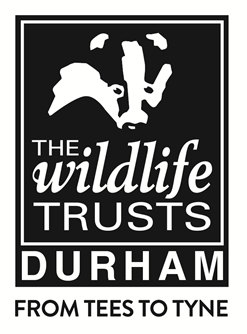 THE
wildlife
TRUSTS
DURHAM
FROM TEES TO TYNE